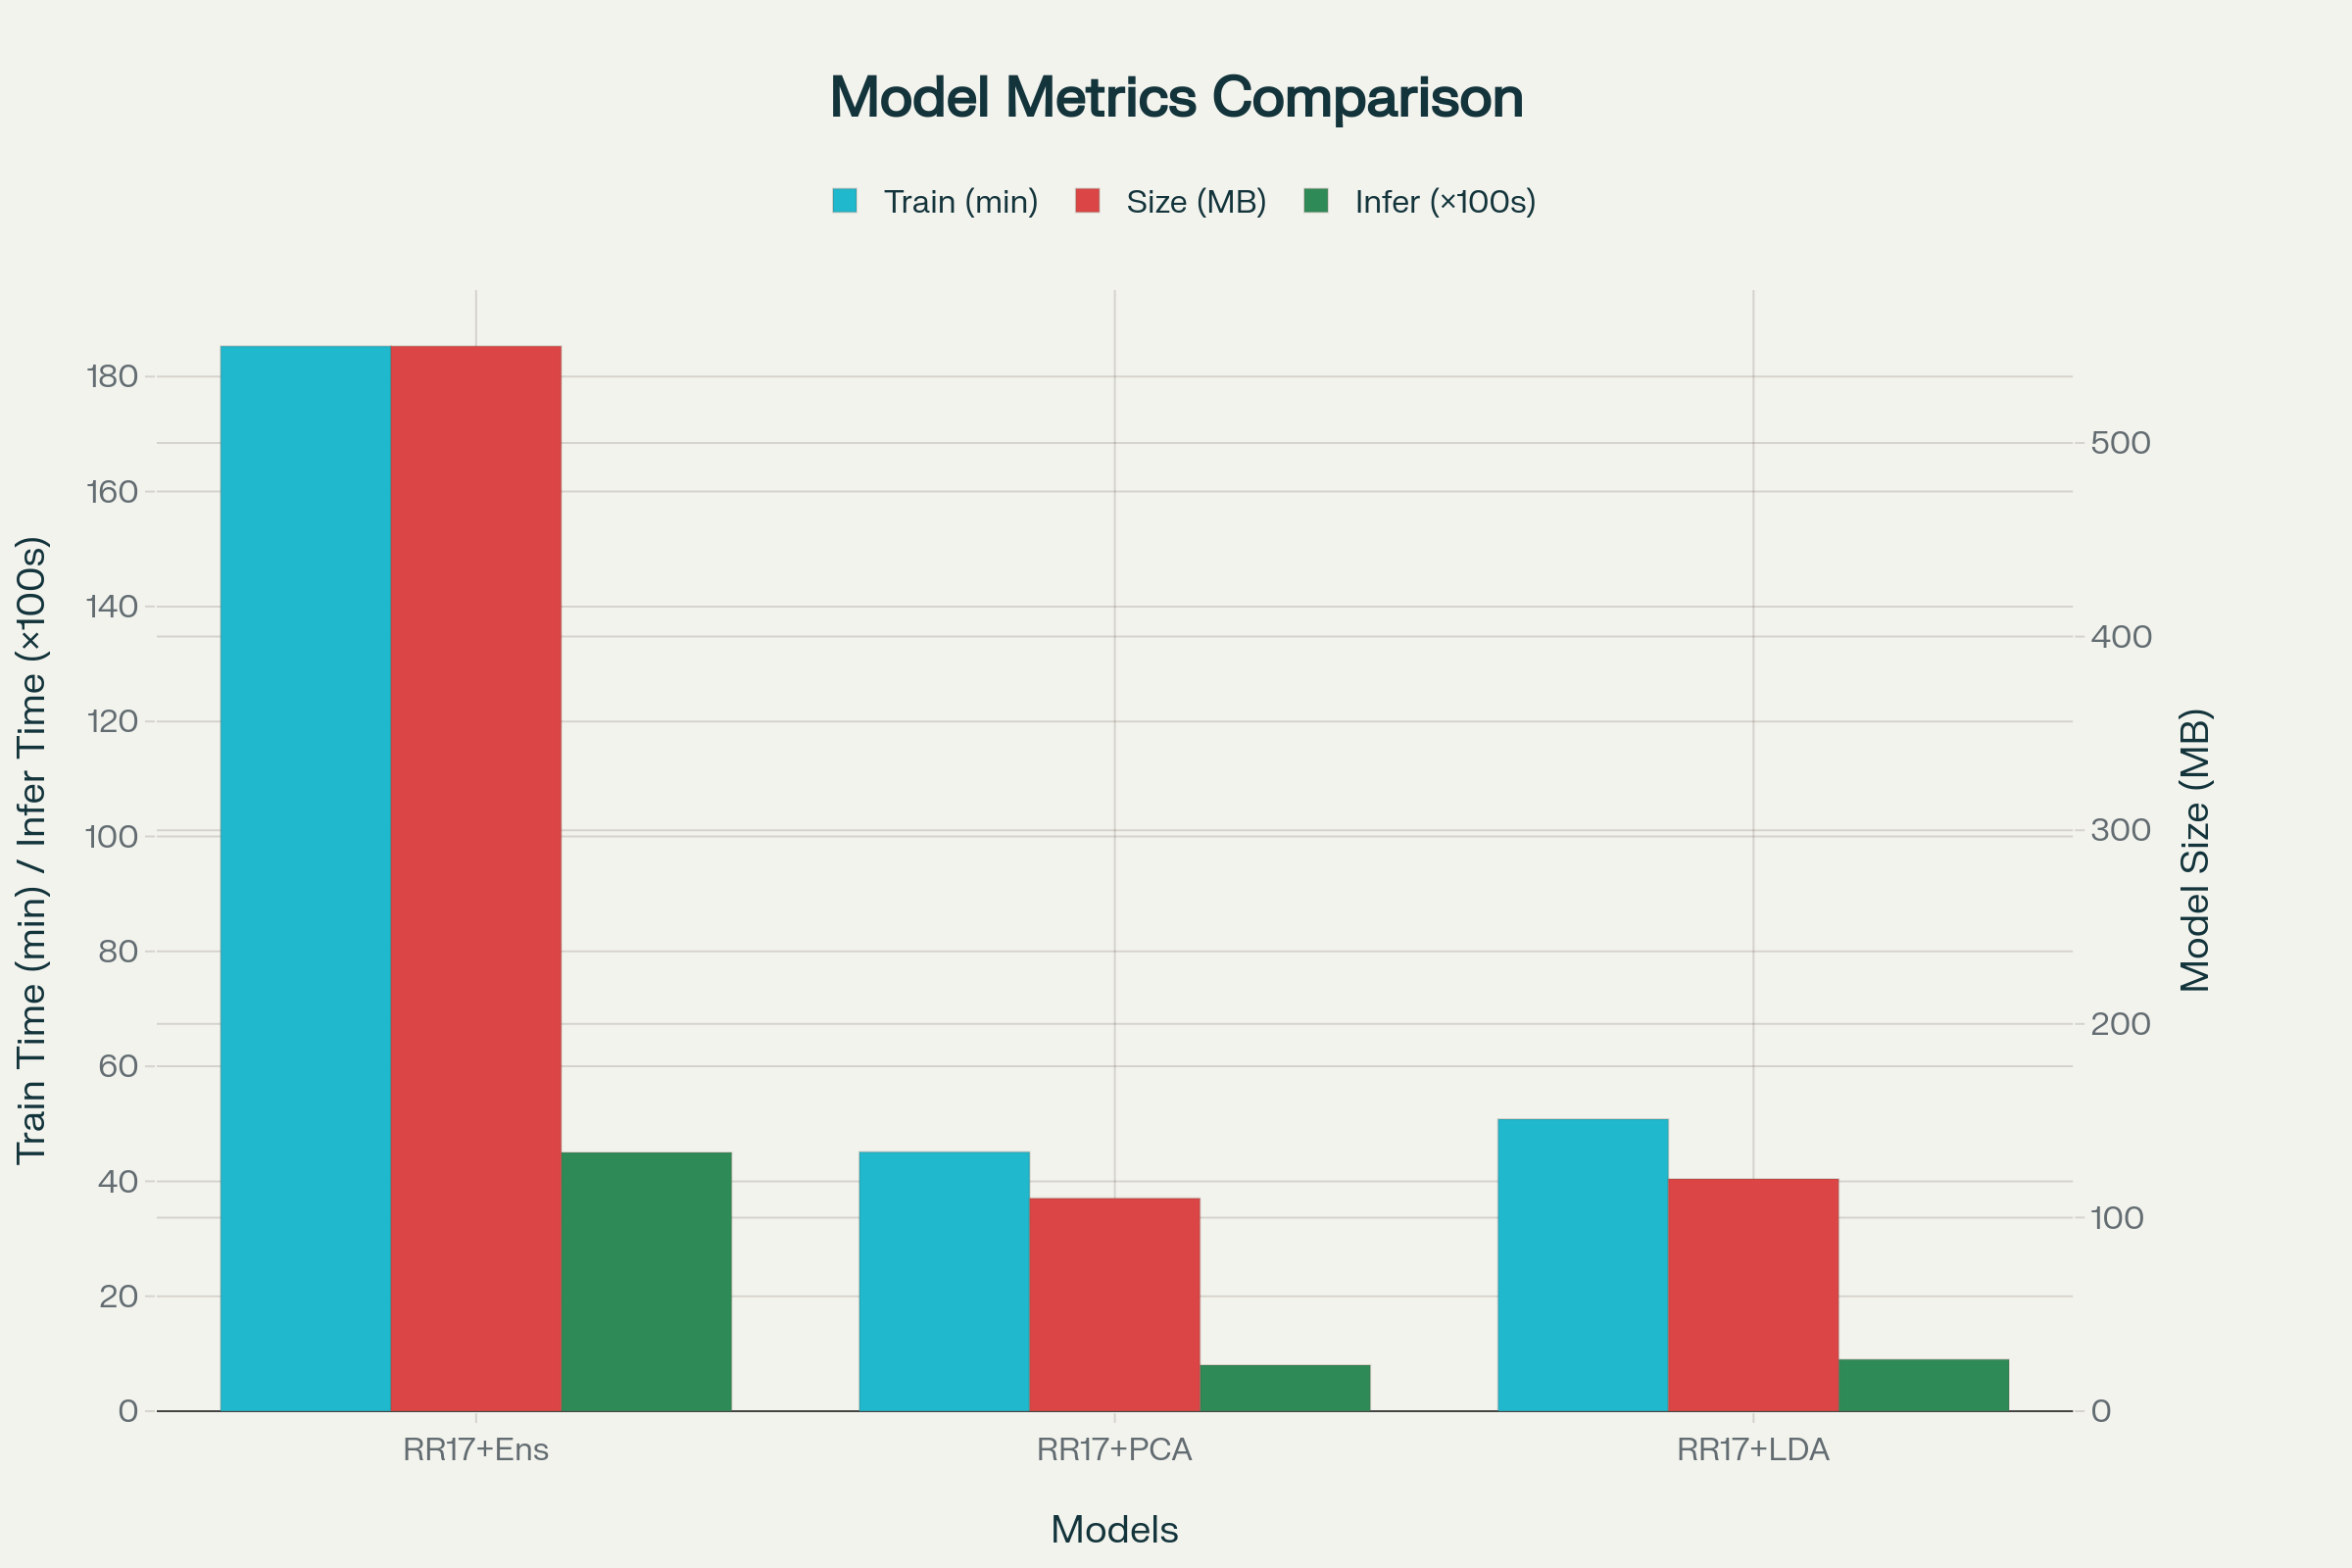 Model Metrics Comparison
Train (min) Size (MB) Infer (×100s)
Train Time (min) / Infer Time (×100s)
180
160
140
120
100
80
60
40
20
0
500
400
300
200
100
0
Model Size (MB)
RR17+Ens RR17+PCA RR17+LDA
Models